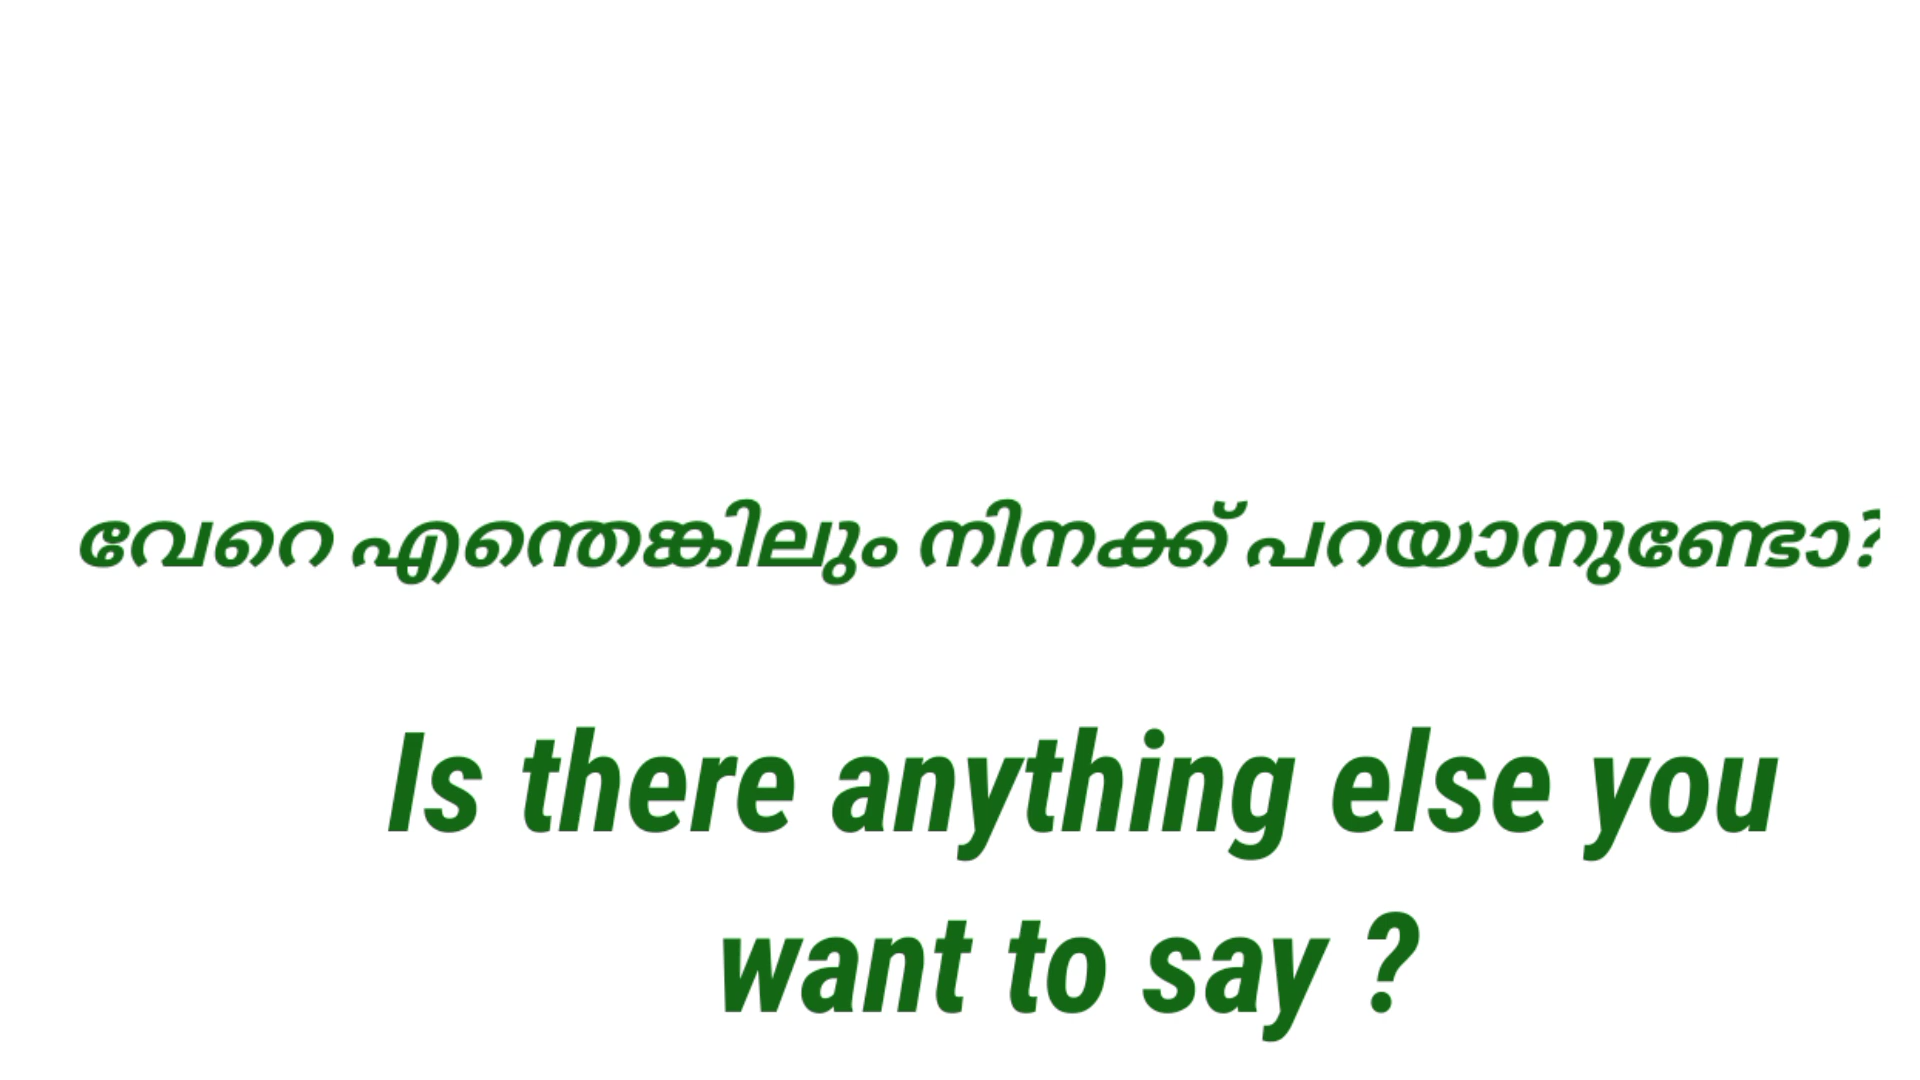 വേറെ എന്തെങ്കിലും നിനക്ക് പറയാനുണ്ടോ?
Is there anything else you
want to say ?